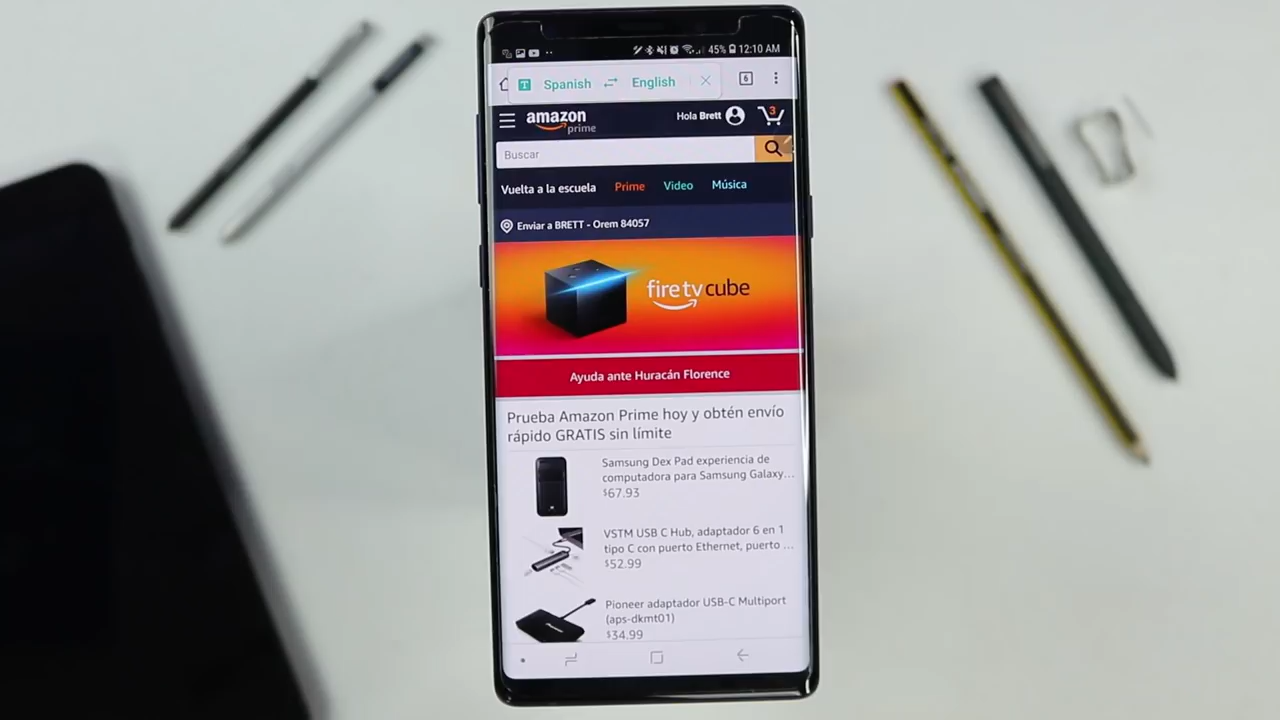 45% 12:10 AM
Spanish English
6
amazon prime
Hola Brett
3
Buscar
Vuelta a la escuela Prime Video Música
Enviar a BRETT - Orem 84057
fire tv cube
Ayuda ante Huracán Florence
Prueba Amazon Prime hoy y obtén envío
rápido GRATIS sin límite
Samsung Dex Pad experiencia de
computadora para Samsung Galaxy...
$67.93
VSTM USB C Hub, adaptador 6 en 1
tipo C con puerto Ethernet, puerto ...
$52.99
Pioneer adaptador USB-C Multiport
(aps-dkmt01)
$34.99